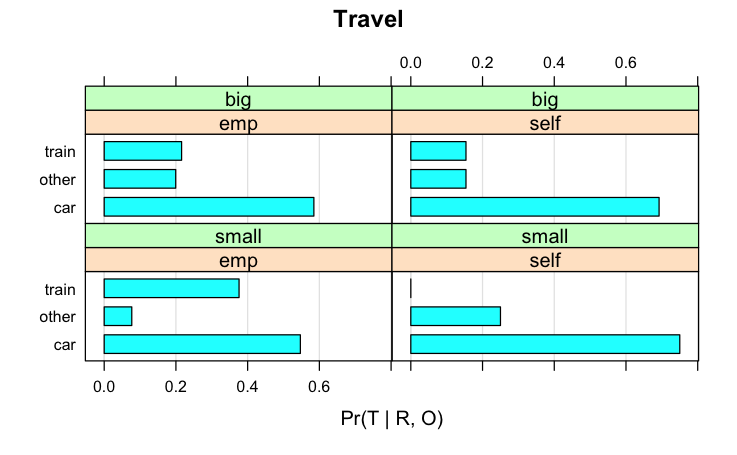 Travel
0.0 0.2 0.4 0.6
big big
emp self
train
other
car
small small
emp self
train
other
car
0.0 0.2 0.4 0.6
Pr(T | R, O)